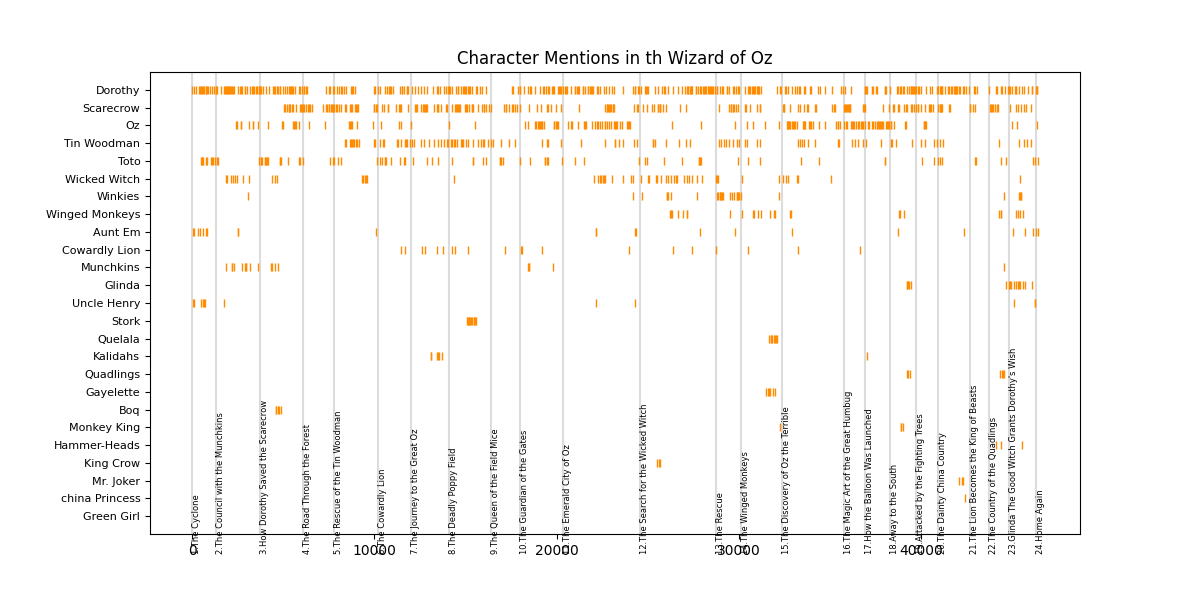 Character Mentions in th Wizard of Oz
Dorothy
Scarecrow
Oz
Tin Woodman
Toto
Wicked Witch
Winkies
Winged Monkeys
Aunt Em
Cowardly Lion
Munchkins
Glinda
Uncle Henry
Stork
Quelala
Kalidahs
Quadlings
Gayelette
Boq
Monkey King
Hammer-Heads
King Crow
Mr. Joker
china Princess
Green Girl
1.The Cyclone
2.The Council with the Munchkins
3.How Dorothy Saved the Scarecrow
4.The Road Through the Forest
5.The Rescue of the Tin Woodman
6.The Cowardly Lion
7.The Journey to the Great Oz
8.The Deadly Poppy Field
9.The Queen of the Field Mice
10.The Guardian of the Gates
11.The Emerald City of Oz
12.The Search for the Wicked Witch
13.The Rescue
14.The Winged Monkeys
15.The Discovery of Oz the Terrible
16.The Magic Art of the Great Humbug
17.How the Balloon Was Launched
18.Away to the South
19.Attacked by the Fighting Trees
20.The Dainty China Country
21.The Lion Becomes the King of Beasts
22.The Country of the Quadlings
23.Glinda The Good Witch Grants Dorothy's Wish
24.Home Again
0
10000
20000
30000
40000